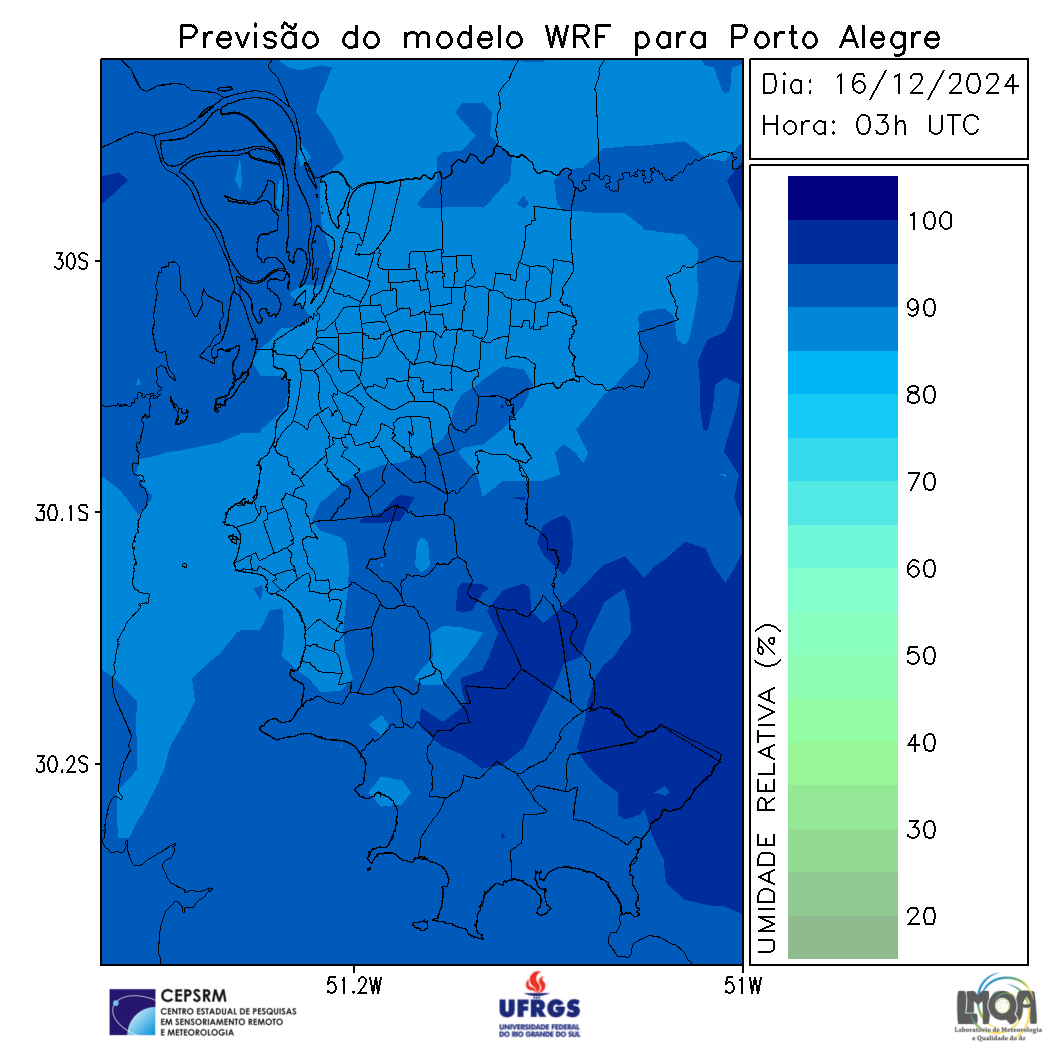 Previsão do modelo WRF para Porto Alegre
Dia: 16/12/2024
Hora: 03h UTC
30S
30.1S
30.2S
51.2W
51W
100
90
80
70
60
50
40
30
20
UMIDADE RELATIVA (%)
CEPSRM
CENTRO ESTADUAL DE PESQUISAS
EM SENSORIAMENTO REMOTO
E METEOROLOGIA
UFRGS
UNIVERSIDADE FEDERAL
DO RIO GRANDE DO SUL
LMQA
Laboratório de Meteorologia
e Qualidade do Ar